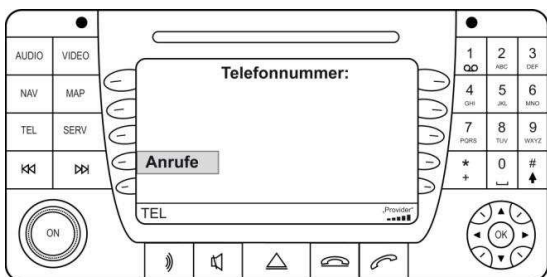 AUDIO
VIDEO
NAV
MAP
TEL
SERV
ON
Telefonnummer:
Anrufe
TEL
„Provider“
1
2
ABC
3
DEF
4
GHI
5
JKL
6
MNO
7
PQRS
8
TUV
9
WXYZ
*
+
0
#
OK